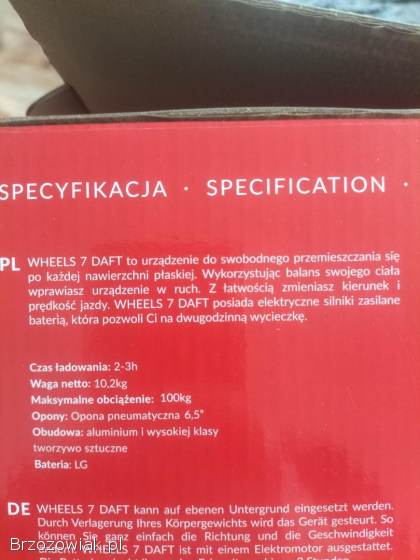 SPECYFIKACJA · SPECIFICATION ·
PL WHEELS 7 DAFT to urządzenie do swobodnego przemieszczania się
po każdej nawierzchni płaskiej. Wykorzystując balans swojego ciała
wprawiasz urządzenie w ruch. Z łatwością zmieniasz kierunek i
prędkość jazdy. WHEELS 7 DAFT posiada elektryczne silniki zasilane
baterią, która pozwoli Ci na dwugodzinną wycieczkę.
Czas ładowania: 2-3h
Waga netto: 10,2kg
Maksymalne obciążenie: 100kg
Opony: Opona pneumatyczna 6,5"
Obudowa: aluminium i wysokiej klasy
tworzywo sztuczne
Bateria: LG
DE WHEELS 7 DAFT kann auf ebenen Untergrund eingesetzt werden.
Durch Verlagerung Ihres Körpergewichts wird das Gerät gesteurt. So
können Sie ganz einfach die Richtung und die Geschwindigkeit
WHEELS 7 DAFT ist mit einem Elektromotor ausgestattet.
Brzozowiak.pl